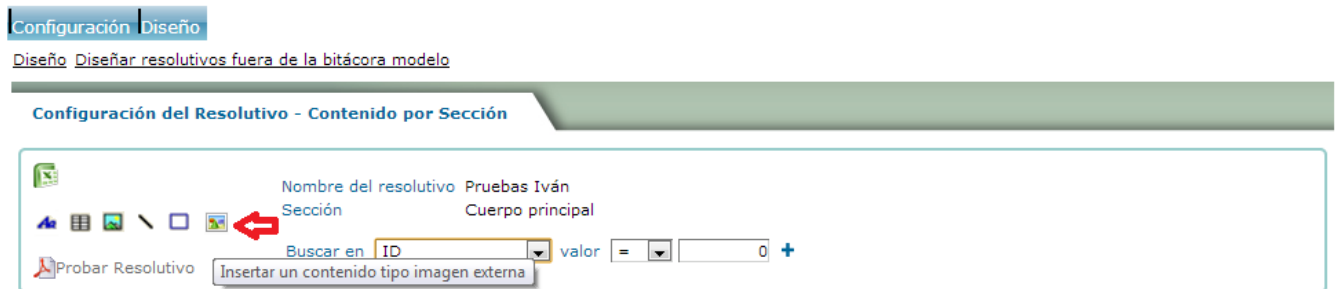 Configuración Diseño
Diseño Diseñar resolutivos fuera de la bitácora modelo
Configuración del Resolutivo - Contenido por Sección
Nombre del resolutivo Pruebas Iván
Sección Cuerpo principal
Aa
Buscar en ID valor = 0 +
Probar Resolutivo
Insertar un contenido tipo imagen externa